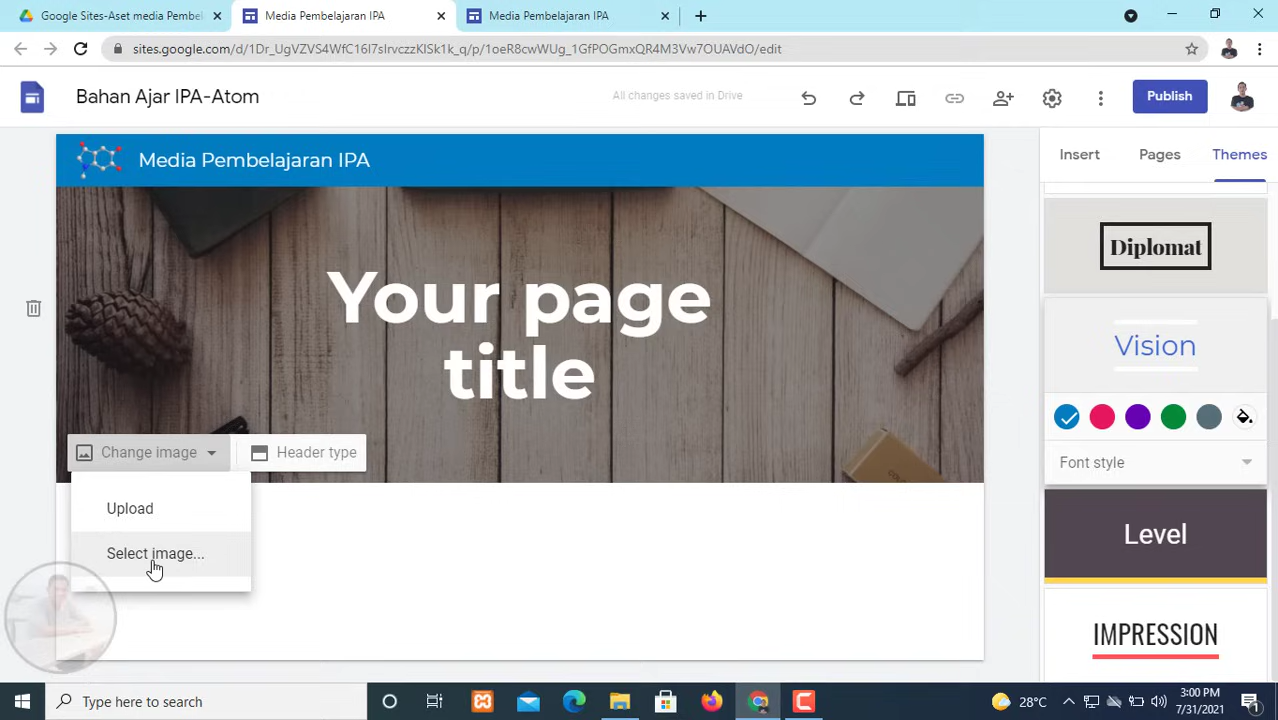 Google Sites-Aset media Pembel
Media Pembelajaran IPA
Media Pembelajaran IPA
sites.google.com/d/1Dr_UgVZVS4WfC16I7slrvczzKISk1k_q/p/1oeR8cwWUg_1GfPOGmxQR4M3Vw7OUAVdO/edit
Bahan Ajar IPA-Atom
All changes saved in Drive
Publish
Media Pembelajaran IPA
Insert
Pages
Themes
Your page
title
Diplomat
Vision
Font style
Level
IMPRESSION
Change image
Header type
Upload
Select image...
Type here to search
28°C
3:00 PM
7/31/2021
1